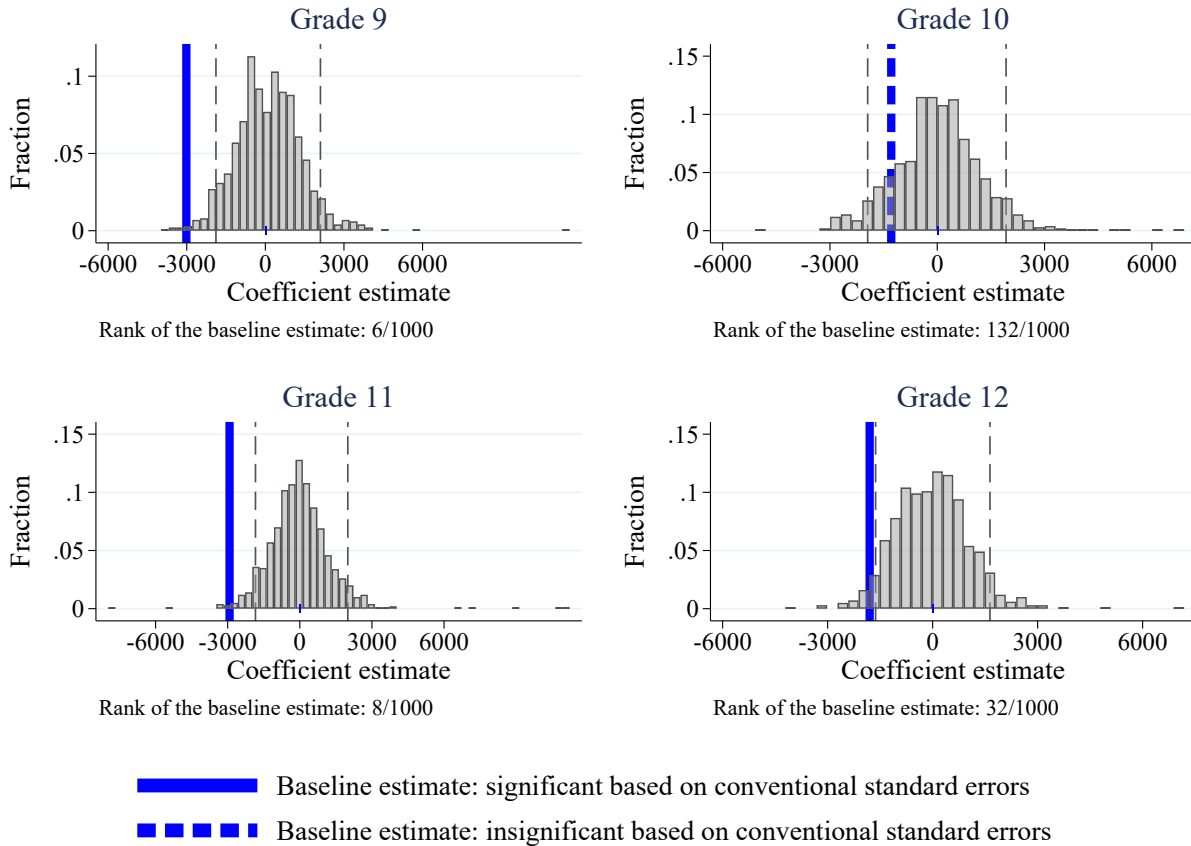 Grade 9
Fraction
.1
.05
0
-6000 -3000 0 3000 6000
Coefficient estimate
Rank of the baseline estimate: 6/1000
Grade 10
Fraction
.15
.1
.05
0
-6000 -3000 0 3000 6000
Coefficient estimate
Rank of the baseline estimate: 132/1000
Grade 11
Fraction
.15
.1
.05
0
-6000 -3000 0 3000 6000
Coefficient estimate
Rank of the baseline estimate: 8/1000
Grade 12
Fraction
.15
.1
.05
0
-6000 -3000 0 3000 6000
Coefficient estimate
Rank of the baseline estimate: 32/1000
Baseline estimate: significant based on conventional standard errors
Baseline estimate: insignificant based on conventional standard errors